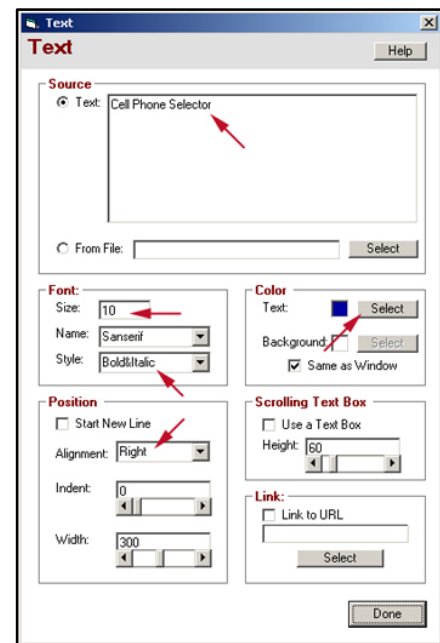 Text
Text
Help
Source
Text: Cell Phone Selector
From File: Select
Font:
Size: 10
Name: Sanserif
Style: Bold&Italic
Color
Text: Select
Background: Select
Same as Window
Position
Start New Line
Alignment: Right
Indent: 0
Width: 300
Scrolling Text Box
Use a Text Box
Height: 60
Link:
Link to URL
Select
Done